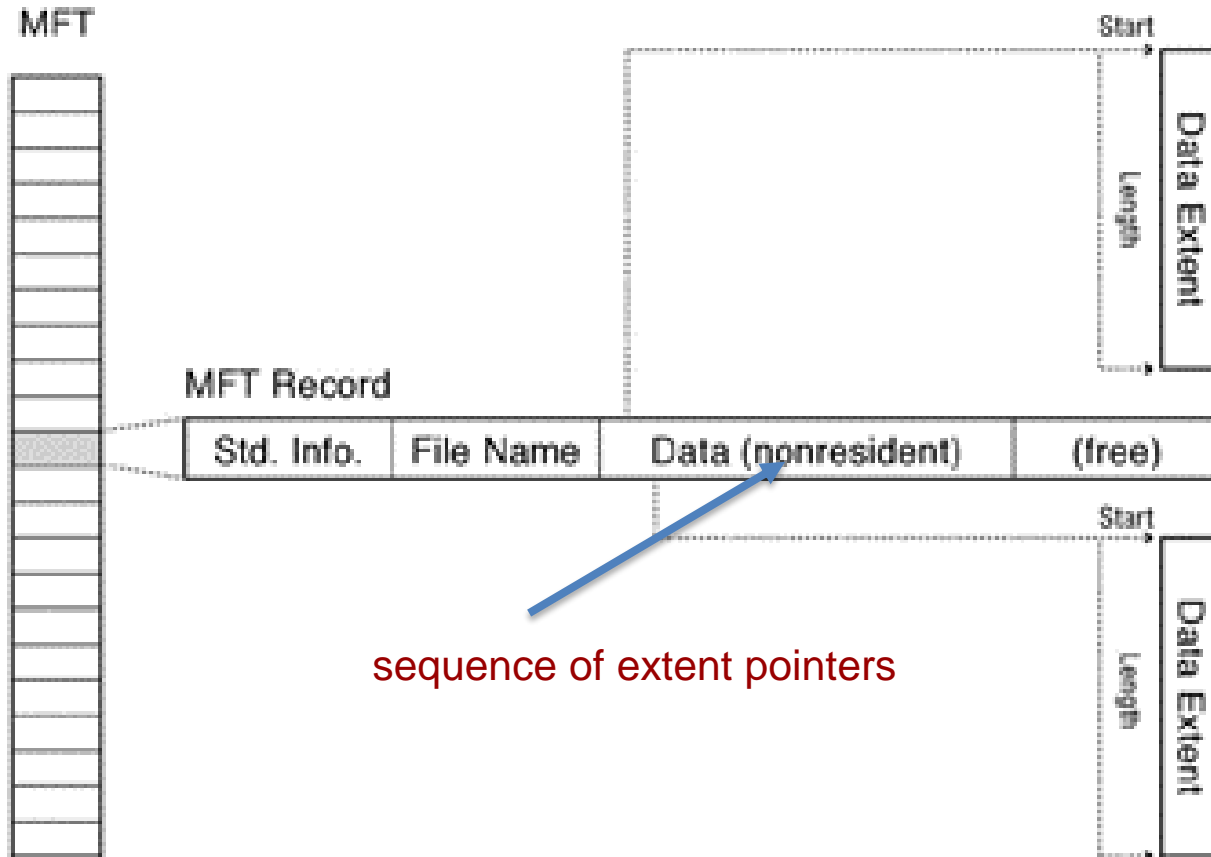 MFT
Start
Length
Data Extent
MFT Record
Std. Info.
File Name
Data (nonresident)
(free)
Start
Length
Data Extent
sequence of extent pointers